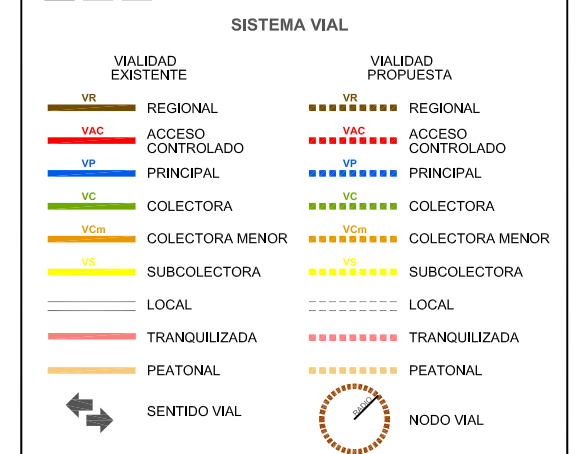 SISTEMA VIAL
VIALIDAD
EXISTENTE
VR
REGIONAL
VAC
ACCESO
CONTROLADO
VP
PRINCIPAL
VC
COLECTORA
VCm
COLECTORA MENOR
VS
SUBCOLECTORA
LOCAL
TRANQUILIZADA
PEATONAL
SENTIDO VIAL
VIALIDAD
PROPUESTA
VR
REGIONAL
VAC
ACCESO
CONTROLADO
VP
PRINCIPAL
VC
COLECTORA
VCm
COLECTORA MENOR
VS
SUBCOLECTORA
LOCAL
TRANQUILIZADA
PEATONAL
RADIO
NODO VIAL